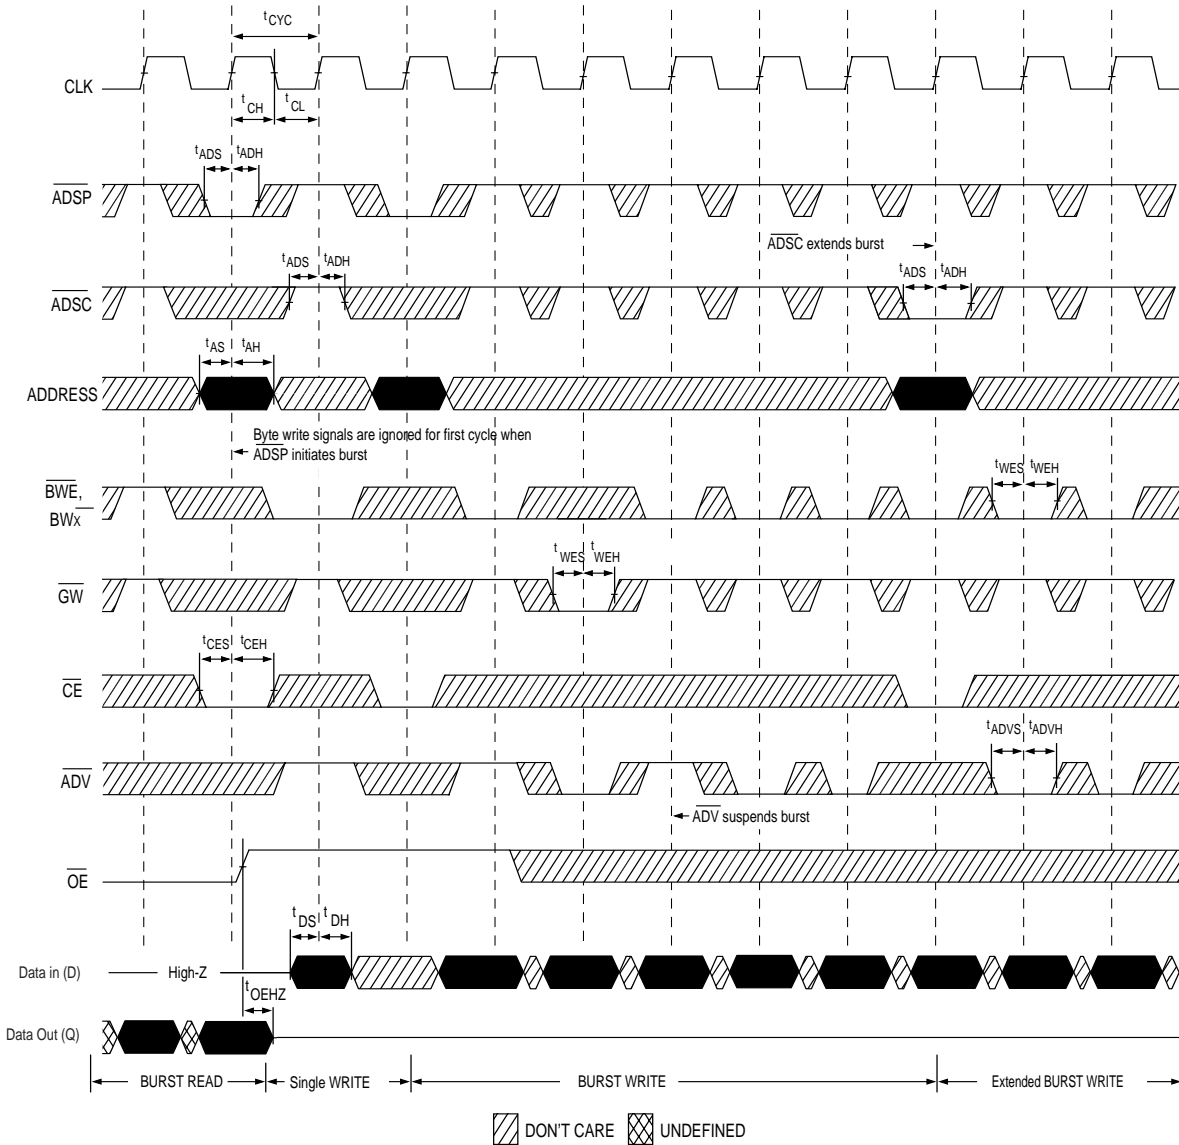 tCYC
CLK
tCH
tCL
tADS
tADH
ADSP
ADSC extends burst
tADS
tADH
tADS
tADH
ADSC
tAS
tAH
ADDRESS
Byte write signals are ignored for first cycle when
ADSP initiates burst
tWES
tWEH
BWE,
BWX
tWES
tWEH
GW
tCES
tCEH
CE
tADVS
tADVH
ADV
ADV suspends burst
OE
tDS
tDH
Data in (D)
High-Z
tOEHZ
Data Out (Q)
BURST READ
Single WRITE
BURST WRITE
Extended BURST WRITE
DON'T CARE
UNDEFINED